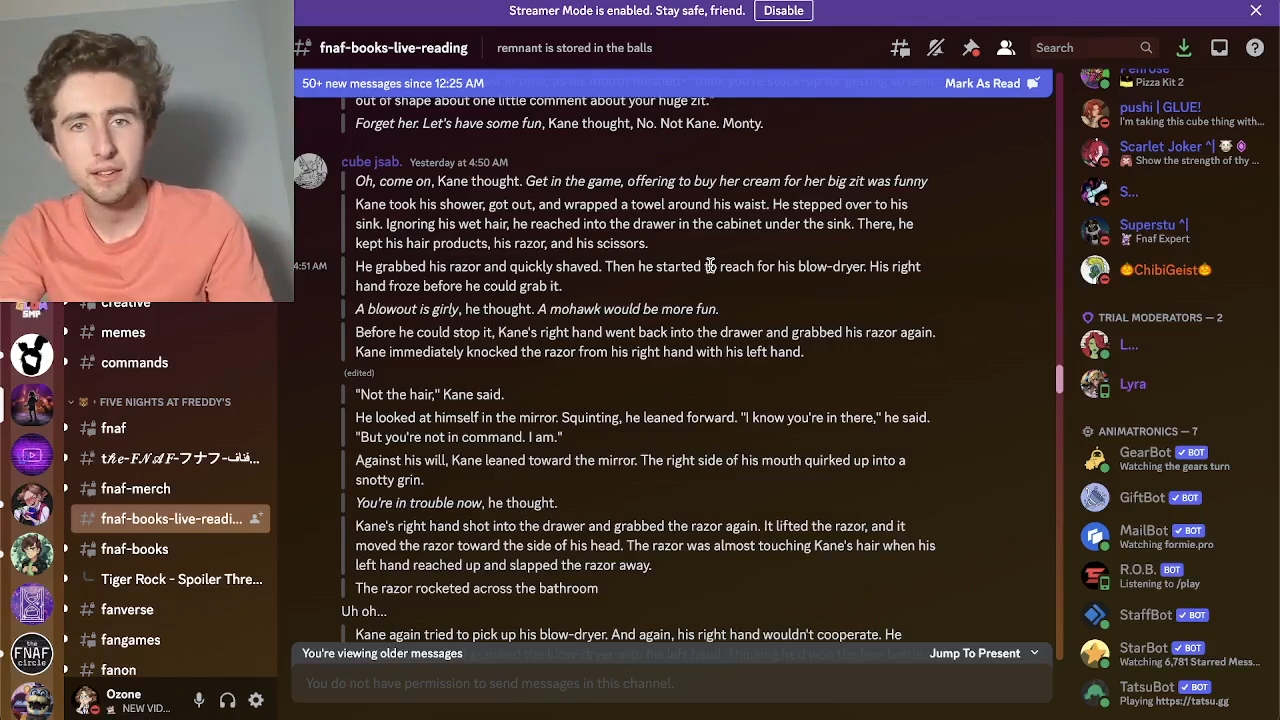 Streamer Mode is enabled. Stay safe, friend. Disable
fnaf-books-live-reading remnant is stored in the balls Search
50+ new messages since 12:25 AM Mark As Read
out of shape about one little comment about your huge zit."
Forget her. Let's have some fun, Kane thought, No. Not Kane. Monty.
cube jsab. Yesterday at 4:50 AM
Oh, come on, Kane thought. Get in the game, offering to buy her cream for her big zit was funny
Kane took his shower, got out, and wrapped a towel around his waist. He stepped over to his
sink. Ignoring his wet hair, he reached into the drawer in the cabinet under the sink. There, he
kept his hair products, his razor, and his scissors.
4:51 AM
He grabbed his razor and quickly shaved. Then he started to reach for his blow-dryer. His right
hand froze before he could grab it.
A blowout is girly, he thought. A mohawk would be more fun.
Before he could stop it, Kane's right hand went back into the drawer and grabbed his razor again.
Kane immediately knocked the razor from his right hand with his left hand.
(edited)
"Not the hair," Kane said.
He looked at himself in the mirror. Squinting, he leaned forward. "I know you're in there," he said.
"But you're not in command. I am."
Against his will, Kane leaned toward the mirror. The right side of his mouth quirked up into a
snotty grin.
You're in trouble now, he thought.
Kane's right hand shot into the drawer and grabbed the razor again. It lifted the razor, and it
moved the razor toward the side of his head. The razor was almost touching Kane's hair when his
left hand reached up and slapped the razor away.
The razor rocketed across the bathroom
Uh oh...
Kane again tried to pick up his blow-dryer. And again, his right hand wouldn't cooperate. He
You're viewing older messages Jump To Present
You do not have permission to send messages in this channel.
creative
memes
commands
FIVE NIGHTS AT FREDDY'S
fnaf
fnaf-merch
fnaf-books-live-readi...
fnaf-books
Tiger Rock - Spoiler Thre...
fanverse
fangames
fanon
THE FNAF CIRCLE
Ozone
NEW VID...
Penrose
Pizza Kit 2
pushi | GLUE!
I'm taking this cube thing with...
Scarlet Joker ^|
Show the strength of thy ...
S...
Superstu ^|
Fnaf Expert
ChibiGeist
TRIAL MODERATORS — 2
L...
Lyra
ANIMATRONICS — 7
GearBot BOT
Watching the gears turn
GiftBot BOT
MailBot BOT
Watching formie.pro
R.O.B. BOT
Listening to /play
StaffBot BOT
StarBot BOT
Watching 6,781 Starred Mess...
TatsuBot BOT
Playing https://tatsu.gg